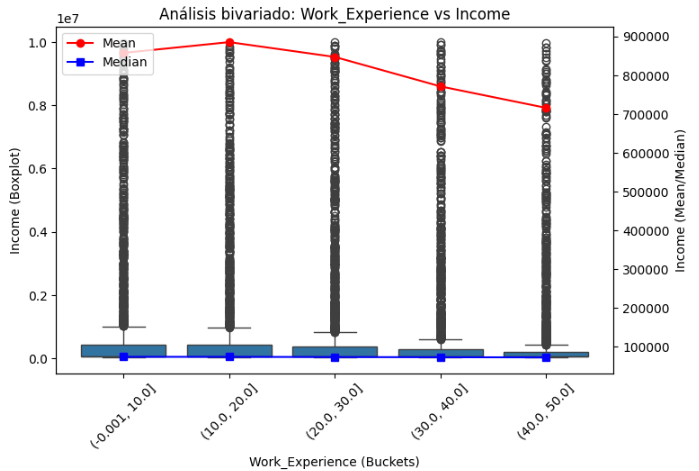 Análisis bivariado: Work_Experience vs Income
1e7
Mean
Median
1.0
0.8
0.6
0.4
0.2
0.0
Income (Boxplot)
900000
800000
700000
600000
500000
400000
300000
200000
100000
Income (Mean/Median)
(-0.001, 10.0]
(10.0, 20.0]
(20.0, 30.0]
(30.0, 40.0]
(40.0, 50.0]
Work_Experience (Buckets)